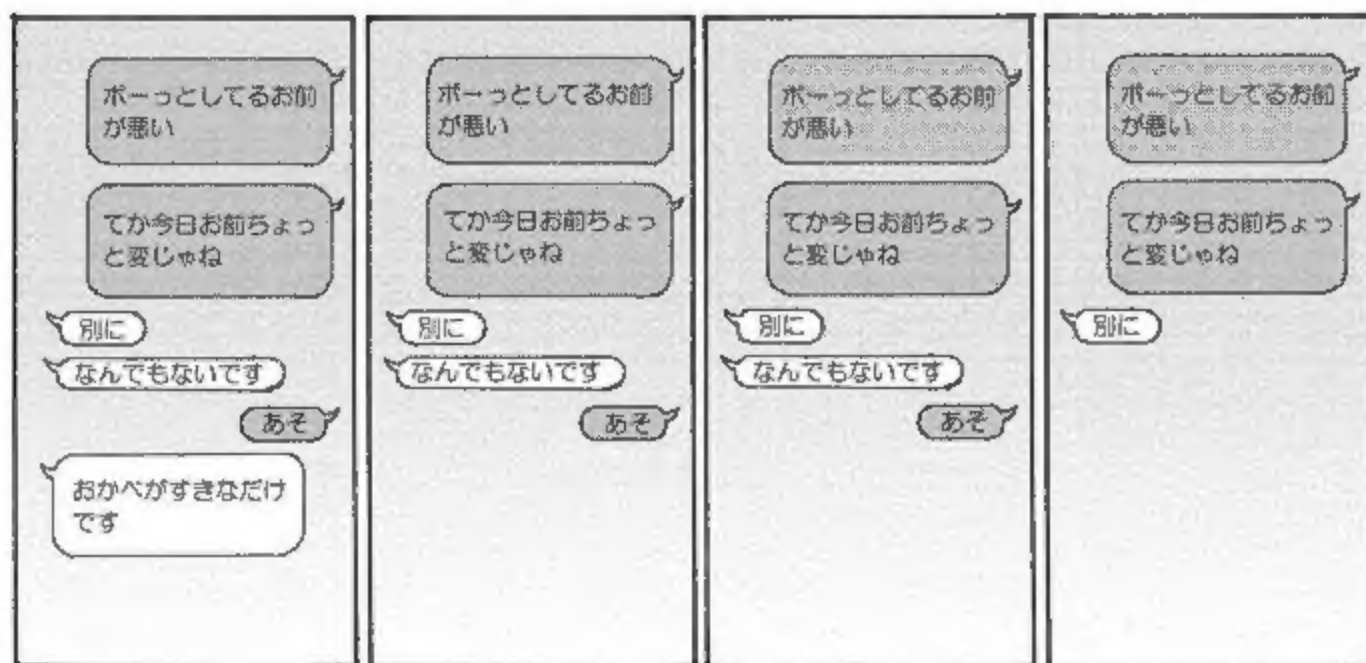 ボーっとしてるお前
が悪い
てか今日お前ちょっ
と変じゃね
別に
ボーっとしてるお前
が悪い
てか今日お前ちょっ
と変じゃね
別に
なんでもないです
あそ
ボーっとしてるお前
が悪い
てか今日お前ちょっ
と変じゃね
別に
なんでもないです
あそ
ボーっとしてるお前
が悪い
てか今日お前ちょっ
と変じゃね
別に
なんでもないです
あそ
おかべがすきなだけ
です